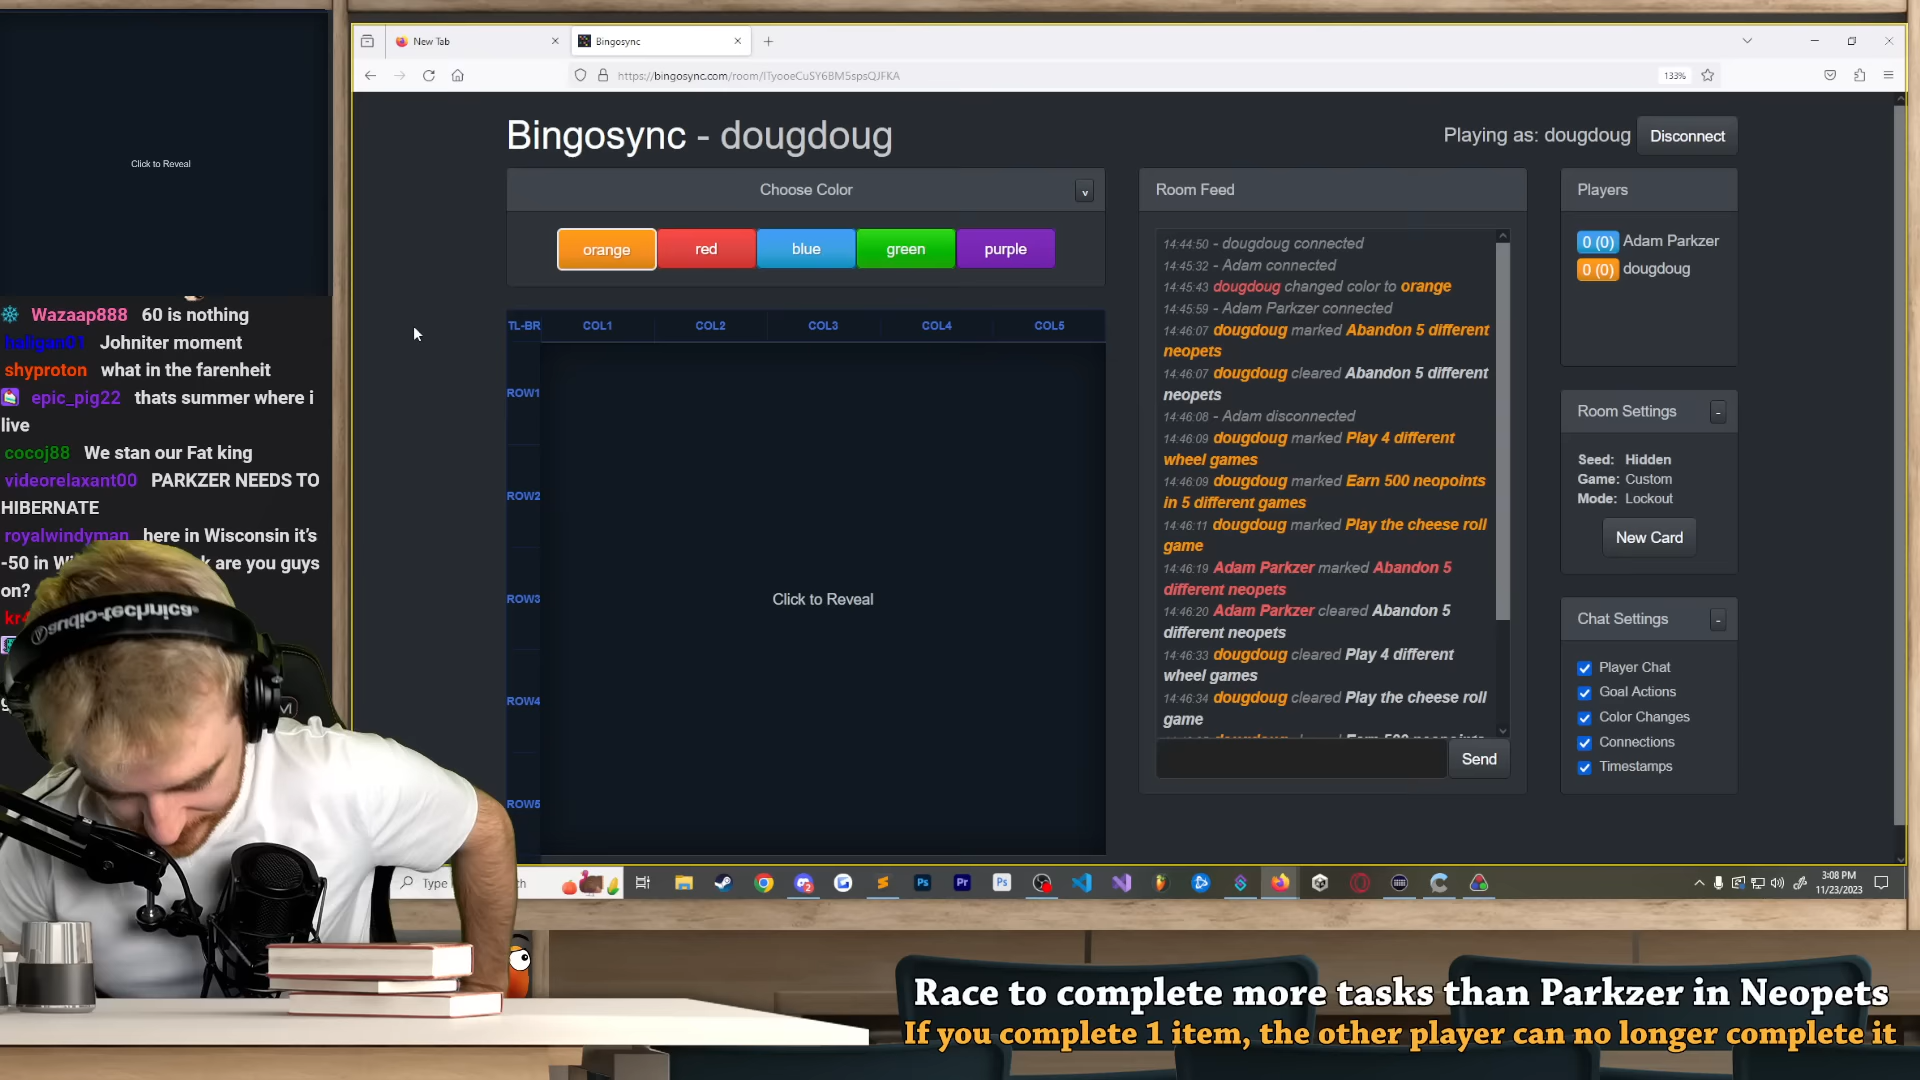 New Tab
Bingosync
https://bingosync.com/room/ITyooeCuSY6BM5spsQJFKA
133%
Click to Reveal
Bingosync - dougdoug
Playing as: dougdoug
Disconnect
Choose Color
v
orange
red
blue
green
purple
TL-BR
COL1
COL2
COL3
COL4
COL5
ROW1
ROW2
ROW3
ROW4
ROW5
Click to Reveal
Room Feed
14:44:50 - dougdoug connected
14:45:32 - Adam connected
14:45:43 dougdoug changed color to orange
14:45:59 - Adam Parkzer connected
14:46:07 dougdoug marked Abandon 5 different
neopets
14:46:07 dougdoug cleared Abandon 5 different
neopets
14:46:08 - Adam disconnected
14:46:09 dougdoug marked Play 4 different
wheel games
14:46:09 dougdoug marked Earn 500 neopoints
in 5 different games
14:46:11 dougdoug marked Play the cheese roll
game
14:46:19 Adam Parkzer marked Abandon 5
different neopets
14:46:20 Adam Parkzer cleared Abandon 5
different neopets
14:46:33 dougdoug cleared Play 4 different
wheel games
14:46:34 dougdoug cleared Play the cheese roll
game
Send
Players
0 (0) Adam Parkzer
0 (0) dougdoug
Room Settings
-
Seed: Hidden
Game: Custom
Mode: Lockout
New Card
Chat Settings
-
Player Chat
Goal Actions
Color Changes
Connections
Timestamps
Wazaap888 60 is nothing
haligan01 Johniter moment
shyproton what in the farenheit
epic_pig22 thats summer where i
live
cocoj88 We stan our Fat king
videorelaxant00 PARKZER NEEDS TO
HIBERNATE
royalwindyman here in Wisconsin it's
-50 in are you guys
on?
audio-technica
Type
3:08 PM
11/23/2023
Race to complete more tasks than Parkzer in Neopets
If you complete 1 item, the other player can no longer complete it